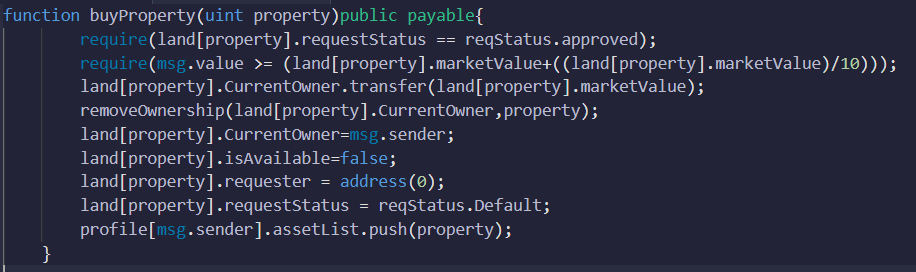 function buyProperty(uint property)public payable{
require(land[property].requestStatus == reqStatus.approved);
require(msg.value >= (land[property].marketValue+((land[property].marketValue)/10)));
land[property].CurrentOwner.transfer(land[property].marketValue);
removeOwnership(land[property].CurrentOwner,property);
land[property].CurrentOwner=msg.sender;
land[property].isAvailable=false;
land[property].requester = address(0);
land[property].requestStatus = reqStatus.Default;
profile[msg.sender].assetList.push(property);
}